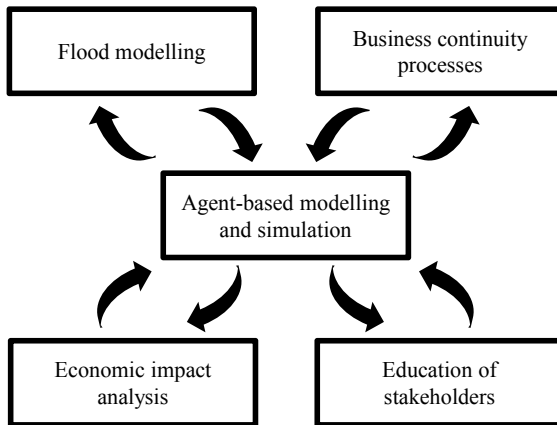 Flood modelling
Business continuity
processes
Agent-based modelling
and simulation
Economic impact
analysis
Education of
stakeholders